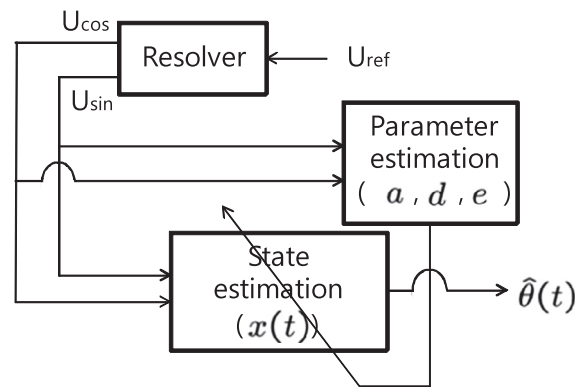 Ucos
Resolver
Uref
Usin
Parameter
estimation
( a , d , e )
State
estimation
(x(t))
θ̂(t)